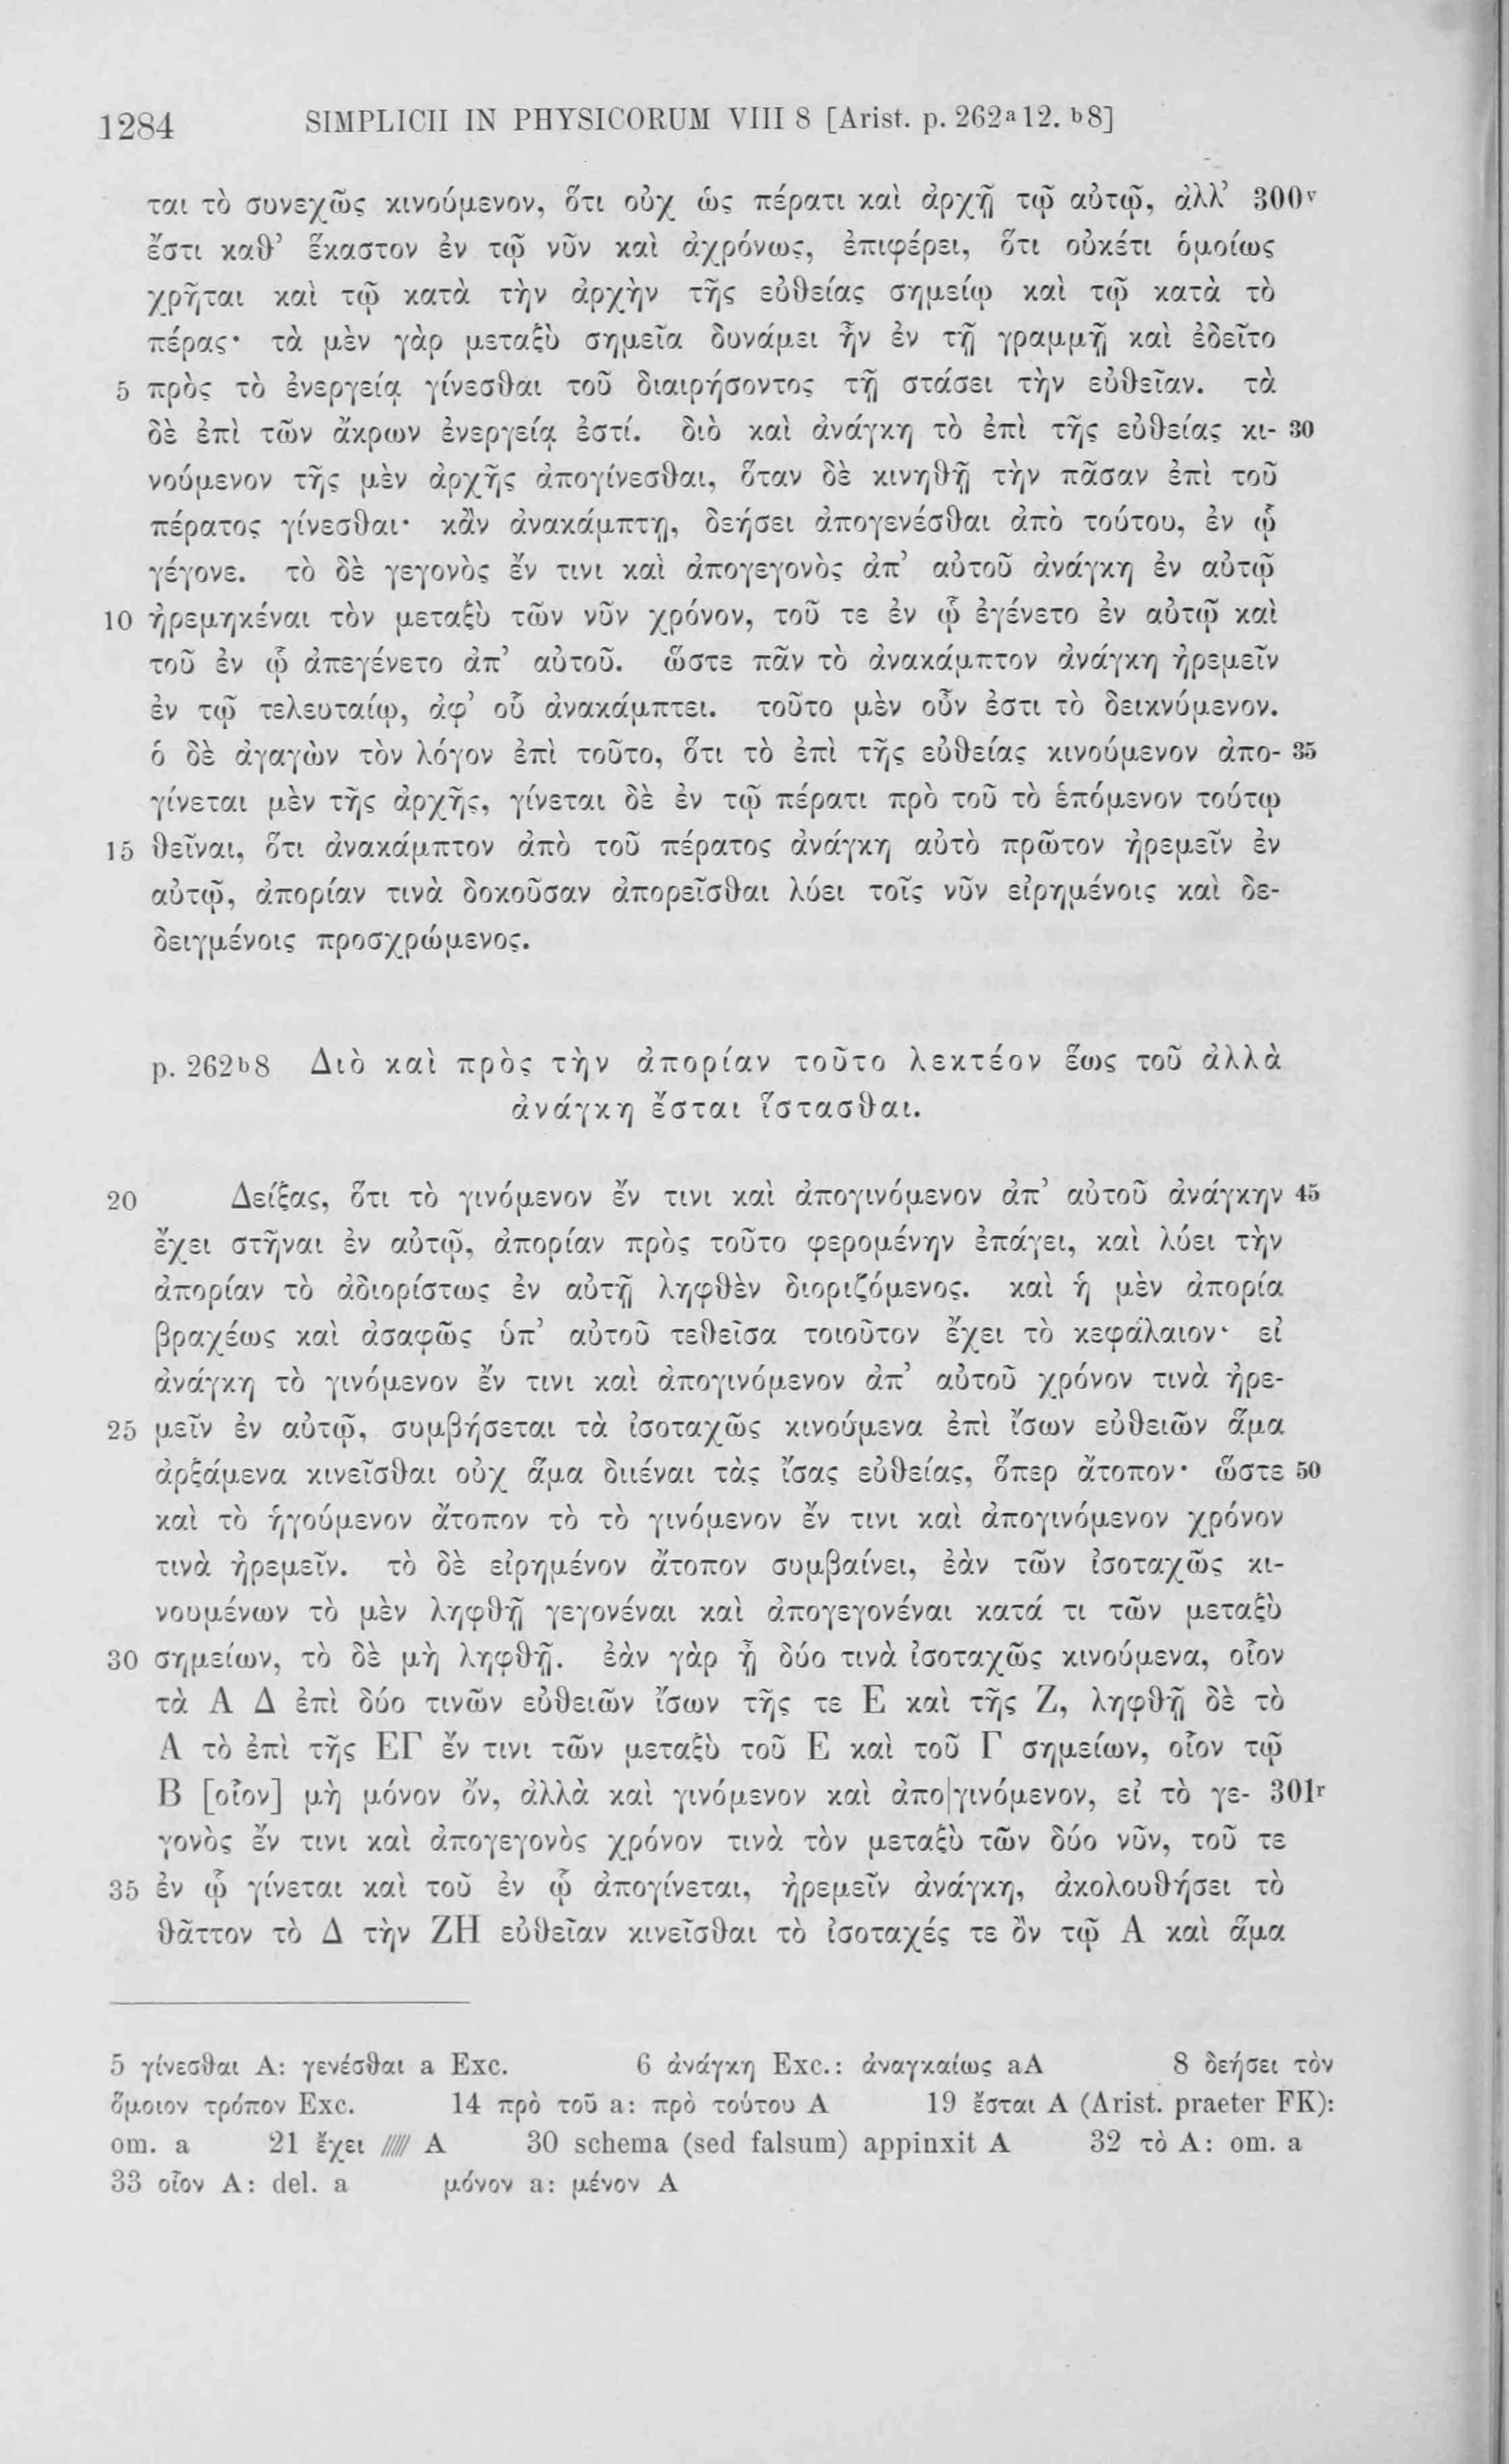 1284 SIMPLICII IN PHYSICORUM VIII 8 [Arist. p. 262ᵃ12. ᵇ8]
ται τὸ συνεχῶς κινούμενον, ὅτι οὐχ ὡς πέρατι καὶ ἀρχῇ τῷ αὐτῷ, ἀλλ’ 300ᵛ
ἔστι καθ’ ἕκαστον ἐν τῷ νῦν καὶ ἀχρόνως, ἐπιφέρει, ὅτι οὐκέτι ὁμοίως
χρῆται καὶ τῷ κατὰ τὴν ἀρχὴν τῆς εὐθείας σημείῳ καὶ τῷ κατὰ τὸ
πέρας· τὰ μὲν γὰρ μεταξὺ σημεῖα δυνάμει ἦν ἐν τῇ γραμμῇ καὶ ἐδεῖτο
5 πρὸς τὸ ἐνεργείᾳ γίνεσθαι τοῦ διαιρήσοντος τῇ στάσει τὴν εὐθεῖαν. τὰ
δὲ ἐπὶ τῶν ἄκρων ἐνεργείᾳ ἐστί. διὸ καὶ ἀνάγκη τὸ ἐπὶ τῆς εὐθείας κι- 30
νούμενον τῆς μὲν ἀρχῆς ἀπογίνεσθαι, ὅταν δὲ κινηθῇ τὴν πᾶσαν ἐπὶ τοῦ
πέρατος γίνεσθαι· κἂν ἀνακάμπτῃ, δεήσει ἀπογενέσθαι ἀπὸ τούτου, ἐν ᾧ
γέγονε. τὸ δὲ γεγονὸς ἔν τινι καὶ ἀπογεγονὸς ἀπ’ αὐτοῦ ἀνάγκη ἐν αὐτῷ
10 ἠρεμηκέναι τὸν μεταξὺ τῶν νῦν χρόνον, τοῦ τε ἐν ᾧ ἐγένετο ἐν αὐτῷ καὶ
τοῦ ἐν ᾧ ἀπεγένετο ἀπ’ αὐτοῦ. ὥστε πᾶν τὸ ἀνακάμπτον ἀνάγκη ἠρεμεῖν
ἐν τῷ τελευταίῳ, ἀφ’ οὗ ἀνακάμπτει. τοῦτο μὲν οὖν ἐστι τὸ δεικνύμενον.
ὁ δὲ ἀγαγὼν τὸν λόγον ἐπὶ τοῦτο, ὅτι τὸ ἐπὶ τῆς εὐθείας κινούμενον ἀπο- 35
γίνεται μὲν τῆς ἀρχῆς, γίνεται δὲ ἐν τῷ πέρατι πρὸ τοῦ τὸ ἑπόμενον τούτῳ
15 θεῖναι, ὅτι ἀνακάμπτον ἀπὸ τοῦ πέρατος ἀνάγκη αὐτὸ πρῶτον ἠρεμεῖν ἐν
αὐτῷ, ἀπορίαν τινὰ δοκοῦσαν ἀπορεῖσθαι λύει τοῖς νῦν εἰρημένοις καὶ δε-
δειγμένοις προσχρώμενος.
p. 262ᵇ8 Διὸ καὶ πρὸς τὴν ἀπορίαν τοῦτο λεκτέον ἕως τοῦ ἀλλὰ
ἀνάγκη ἔσται ἵστασθαι.
20 Δείξας, ὅτι τὸ γινόμενον ἔν τινι καὶ ἀπογινόμενον ἀπ’ αὐτοῦ ἀνάγκην 45
ἔχει στῆναι ἐν αὐτῷ, ἀπορίαν πρὸς τοῦτο φερομένην ἐπάγει, καὶ λύει τὴν
ἀπορίαν τὸ ἀδιορίστως ἐν αὐτῇ ληφθὲν διοριζόμενος. καὶ ἡ μὲν ἀπορία
βραχέως καὶ ἀσαφῶς ὑπ’ αὐτοῦ τεθεῖσα τοιοῦτον ἔχει τὸ κεφάλαιον· εἰ
ἀνάγκη τὸ γινόμενον ἔν τινι καὶ ἀπογινόμενον ἀπ’ αὐτοῦ χρόνον τινὰ ἠρε-
25 μεῖν ἐν αὐτῷ, συμβήσεται τὰ ἰσοταχῶς κινούμενα ἐπὶ ἴσων εὐθειῶν ἅμα
ἀρξάμενα κινεῖσθαι οὐχ ἅμα διιέναι τὰς ἴσας εὐθείας, ὅπερ ἄτοπον· ὥστε 50
καὶ τὸ ἡγούμενον ἄτοπον τὸ τὸ γινόμενον ἔν τινι καὶ ἀπογινόμενον χρόνον
τινὰ ἠρεμεῖν. τὸ δὲ εἰρημένον ἄτοπον συμβαίνει, ἐὰν τῶν ἰσοταχῶς κι-
νουμένων τὸ μὲν ληφθῇ γεγονέναι καὶ ἀπογεγονέναι κατά τι τῶν μεταξὺ
30 σημείων, τὸ δὲ μὴ ληφθῇ. ἐὰν γὰρ ᾖ δύο τινὰ ἰσοταχῶς κινούμενα, οἷον
τὰ Α Δ ἐπὶ δύο τινῶν εὐθειῶν ἴσων τῆς τε Ε καὶ τῆς Ζ, ληφθῇ δὲ τὸ
Α τὸ ἐπὶ τῆς ΕΓ ἔν τινι τῶν μεταξὺ τοῦ Ε καὶ τοῦ Γ σημείων, οἷον τῷ
Β [οἷον] μὴ μόνον ὄν, ἀλλὰ καὶ γινόμενον καὶ ἀπο|γινόμενον, εἰ τὸ γε- 301ʳ
γονὸς ἔν τινι καὶ ἀπογεγονὸς χρόνον τινὰ τὸν μεταξὺ τῶν δύο νῦν, τοῦ τε
35 ἐν ᾧ γίνεται καὶ τοῦ ἐν ᾧ ἀπογίνεται, ἠρεμεῖν ἀνάγκη, ἀκολουθήσει τὸ
θᾶττον τὸ Δ τὴν ΖΗ εὐθεῖαν κινεῖσθαι τὸ ἰσοταχές τε ὂν τῷ Α καὶ ἅμα
5 γίνεσθαι A: γενέσθαι a Exc. 6 ἀνάγκη Exc.: ἀναγκαίως aA 8 δεήσει τὸν
ὅμοιον τρόπον Exc. 14 πρὸ τοῦ a: πρὸ τούτου A 19 ἔσται A (Arist. praeter FK):
om. a 21 ἔχει ///// A 30 schema (sed falsum) appinxit A 32 τὸ A: om. a
33 οἷον A: del. a μόνον a: μένον A